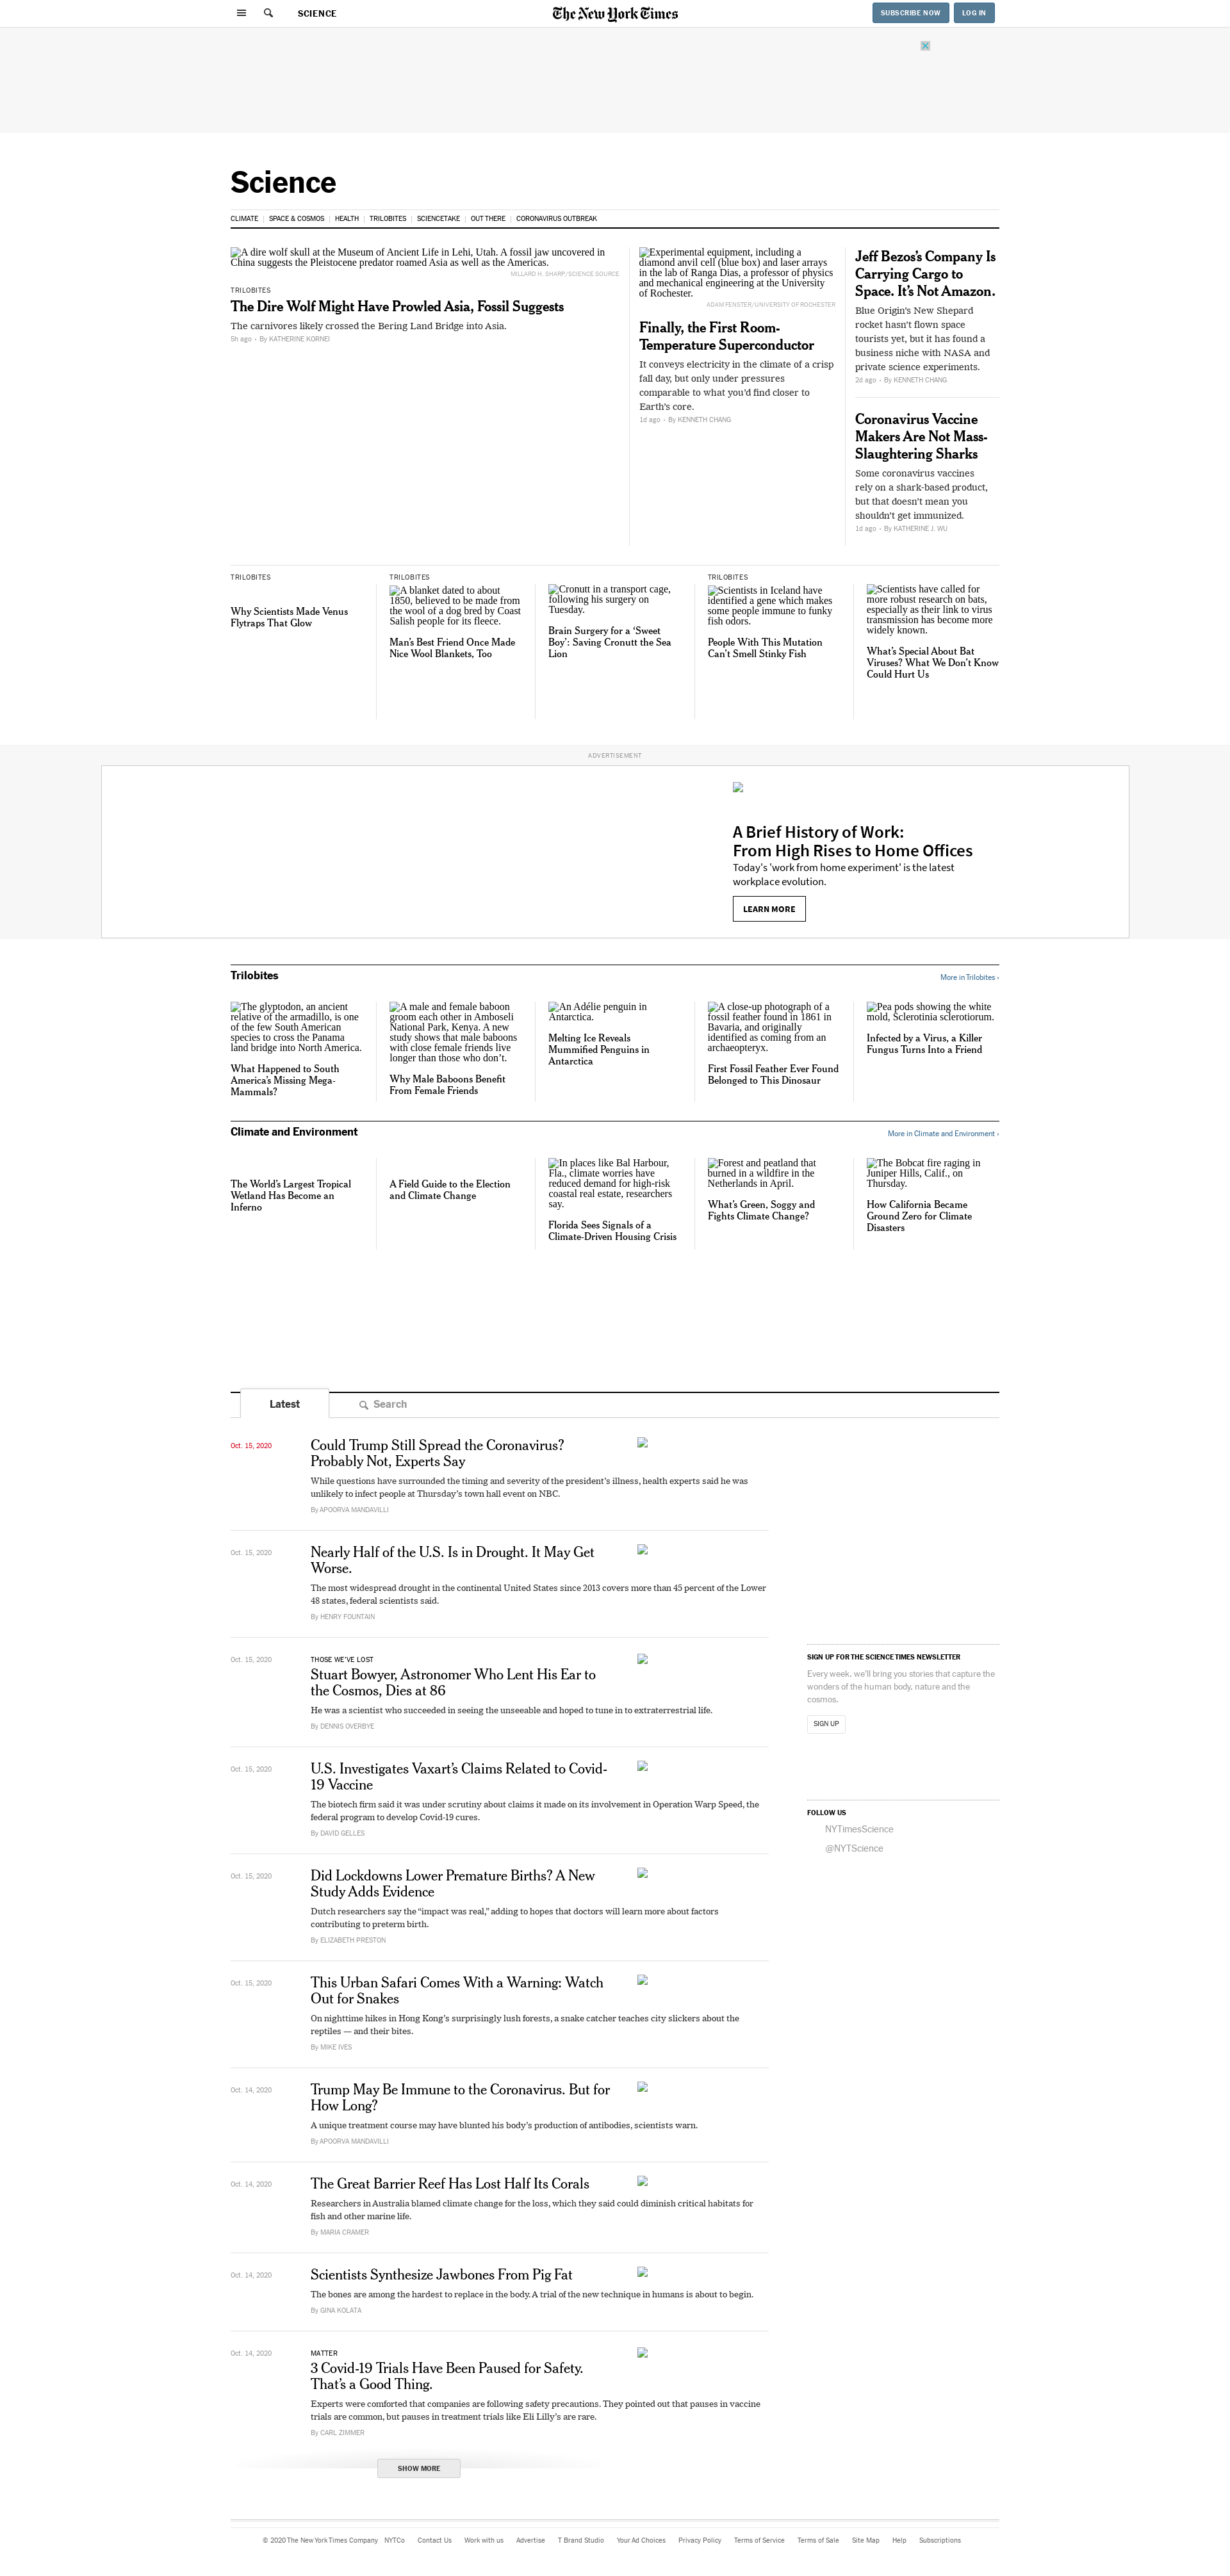 SCIENCE
The New York Times
SUBSCRIBE NOW
LOG IN
Science
CLIMATE
SPACE & COSMOS
HEALTH
TRILOBITES
SCIENCETAKE
OUT THERE
CORONAVIRUS OUTBREAK
A dire wolf skull at the Museum of Ancient Life in Lehi, Utah. A fossil jaw uncovered in
China suggests the Pleistocene predator roamed Asia as well as the Americas.
MILLARD H. SHARP/SCIENCE SOURCE
TRILOBITES
The Dire Wolf Might Have Prowled Asia, Fossil Suggests
The carnivores likely crossed the Bering Land Bridge into Asia.
5h ago • By KATHERINE KORNEI
Experimental equipment, including a
diamond anvil cell (blue box) and laser arrays
in the lab of Ranga Dias, a professor of physics
and mechanical engineering at the University
of Rochester.
ADAM FENSTER/UNIVERSITY OF ROCHESTER
Finally, the First Room-
Temperature Superconductor
It conveys electricity in the climate of a crisp
fall day, but only under pressures
comparable to what you'd find closer to
Earth's core.
1d ago • By KENNETH CHANG
Jeff Bezos's Company Is
Carrying Cargo to
Space. It's Not Amazon.
Blue Origin's New Shepard
rocket hasn't flown space
tourists yet, but it has found a
business niche with NASA and
private science experiments.
2d ago • By KENNETH CHANG
Coronavirus Vaccine
Makers Are Not Mass-
Slaughtering Sharks
Some coronavirus vaccines
rely on a shark-based product,
but that doesn't mean you
shouldn't get immunized.
1d ago • By KATHERINE J. WU
TRILOBITES
Why Scientists Made Venus
Flytraps That Glow
TRILOBITES
A blanket dated to about
1850, believed to be made from
the wool of a dog bred by Coast
Salish people for its fleece.
Man's Best Friend Once Made
Nice Wool Blankets, Too
Cronutt in a transport cage,
following his surgery on
Tuesday.
Brain Surgery for a 'Sweet
Boy': Saving Cronutt the Sea
Lion
TRILOBITES
Scientists in Iceland have
identified a gene which makes
some people immune to funky
fish odors.
People With This Mutation
Can't Smell Stinky Fish
Scientists have called for
more robust research on bats,
especially as their link to virus
transmission has become more
widely known.
What's Special About Bat
Viruses? What We Don't Know
Could Hurt Us
ADVERTISEMENT
A Brief History of Work:
From High Rises to Home Offices
Today's 'work from home experiment' is the latest
workplace evolution.
LEARN MORE
Trilobites
More in Trilobites ›
The glyptodon, an ancient
relative of the armadillo, is one
of the few South American
species to cross the Panama
land bridge into North America.
What Happened to South
America's Missing Mega-
Mammals?
A male and female baboon
groom each other in Amboseli
National Park, Kenya. A new
study shows that male baboons
with close female friends live
longer than those who don't.
Why Male Baboons Benefit
From Female Friends
An Adélie penguin in
Antarctica.
Melting Ice Reveals
Mummified Penguins in
Antarctica
A close-up photograph of a
fossil feather found in 1861 in
Bavaria, and originally
identified as coming from an
archaeopteryx.
First Fossil Feather Ever Found
Belonged to This Dinosaur
Pea pods showing the white
mold, Sclerotinia sclerotiorum.
Infected by a Virus, a Killer
Fungus Turns Into a Friend
Climate and Environment
More in Climate and Environment ›
The World's Largest Tropical
Wetland Has Become an
Inferno
A Field Guide to the Election
and Climate Change
In places like Bal Harbour,
Fla., climate worries have
reduced demand for high-risk
coastal real estate, researchers
say.
Florida Sees Signals of a
Climate-Driven Housing Crisis
Forest and peatland that
burned in a wildfire in the
Netherlands in April.
What's Green, Soggy and
Fights Climate Change?
The Bobcat fire raging in
Juniper Hills, Calif., on
Thursday.
How California Became
Ground Zero for Climate
Disasters
Latest
Search
Oct. 15, 2020
Could Trump Still Spread the Coronavirus?
Probably Not, Experts Say
While questions have surrounded the timing and severity of the president's illness, health experts said he was
unlikely to infect people at Thursday's town hall event on NBC.
By APOORVA MANDAVILLI
Oct. 15, 2020
Nearly Half of the U.S. Is in Drought. It May Get
Worse.
The most widespread drought in the continental United States since 2013 covers more than 45 percent of the Lower
48 states, federal scientists said.
By HENRY FOUNTAIN
Oct. 15, 2020
THOSE WE'VE LOST
Stuart Bowyer, Astronomer Who Lent His Ear to
the Cosmos, Dies at 86
He was a scientist who succeeded in seeing the unseeable and hoped to tune in to extraterrestrial life.
By DENNIS OVERBYE
Oct. 15, 2020
U.S. Investigates Vaxart's Claims Related to Covid-
19 Vaccine
The biotech firm said it was under scrutiny about claims it made on its involvement in Operation Warp Speed, the
federal program to develop Covid-19 cures.
By DAVID GELLES
Oct. 15, 2020
Did Lockdowns Lower Premature Births? A New
Study Adds Evidence
Dutch researchers say the "impact was real," adding to hopes that doctors will learn more about factors
contributing to preterm birth.
By ELIZABETH PRESTON
Oct. 15, 2020
This Urban Safari Comes With a Warning: Watch
Out for Snakes
On nighttime hikes in Hong Kong's surprisingly lush forests, a snake catcher teaches city slickers about the
reptiles — and their bites.
By MIKE IVES
Oct. 14, 2020
Trump May Be Immune to the Coronavirus. But for
How Long?
A unique treatment course may have blunted his body's production of antibodies, scientists warn.
By APOORVA MANDAVILLI
Oct. 14, 2020
The Great Barrier Reef Has Lost Half Its Corals
Researchers in Australia blamed climate change for the loss, which they said could diminish critical habitats for
fish and other marine life.
By MARIA CRAMER
Oct. 14, 2020
Scientists Synthesize Jawbones From Pig Fat
The bones are among the hardest to replace in the body. A trial of the new technique in humans is about to begin.
By GINA KOLATA
Oct. 14, 2020
MATTER
3 Covid-19 Trials Have Been Paused for Safety.
That's a Good Thing.
Experts were comforted that companies are following safety precautions. They pointed out that pauses in vaccine
trials are common, but pauses in treatment trials like Eli Lilly's are rare.
By CARL ZIMMER
SHOW MORE
SIGN UP FOR THE SCIENCE TIMES NEWSLETTER
Every week, we'll bring you stories that capture the
wonders of the human body, nature and the
cosmos.
SIGN UP
FOLLOW US
NYTimesScience
@NYTScience
© 2020 The New York Times Company
NYTCo
Contact Us
Work with us
Advertise
T Brand Studio
Your Ad Choices
Privacy Policy
Terms of Service
Terms of Sale
Site Map
Help
Subscriptions